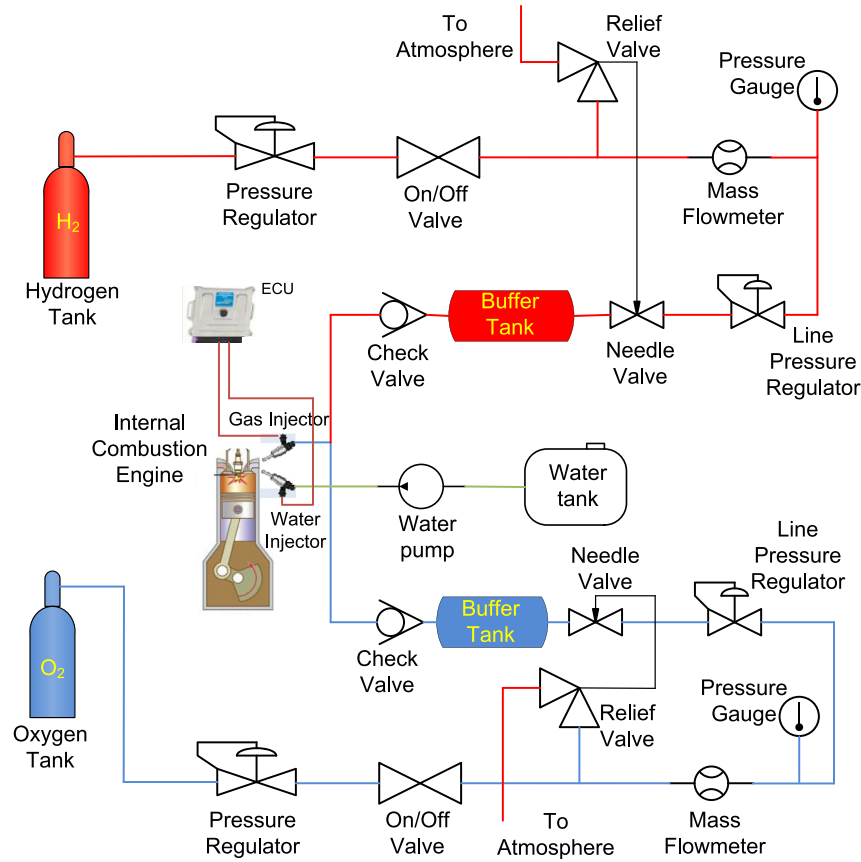 To
Atmosphere
Relief
Valve
Pressure
Gauge
Pressure
Regulator
On/Off
Valve
Mass
Flowmeter
H2
Hydrogen
Tank
ECU
Buffer
Tank
Check
Valve
Needle
Valve
Line
Pressure
Regulator
Gas Injector
Internal
Combustion
Engine
Water
tank
Water
Injector
Water
pump
Needle
Valve
Line
Pressure
Regulator
Buffer
Tank
Check
Valve
O2
Oxygen
Tank
Relief
Valve
Pressure
Gauge
Pressure
Regulator
On/Off
Valve
To
Atmosphere
Mass
Flowmeter